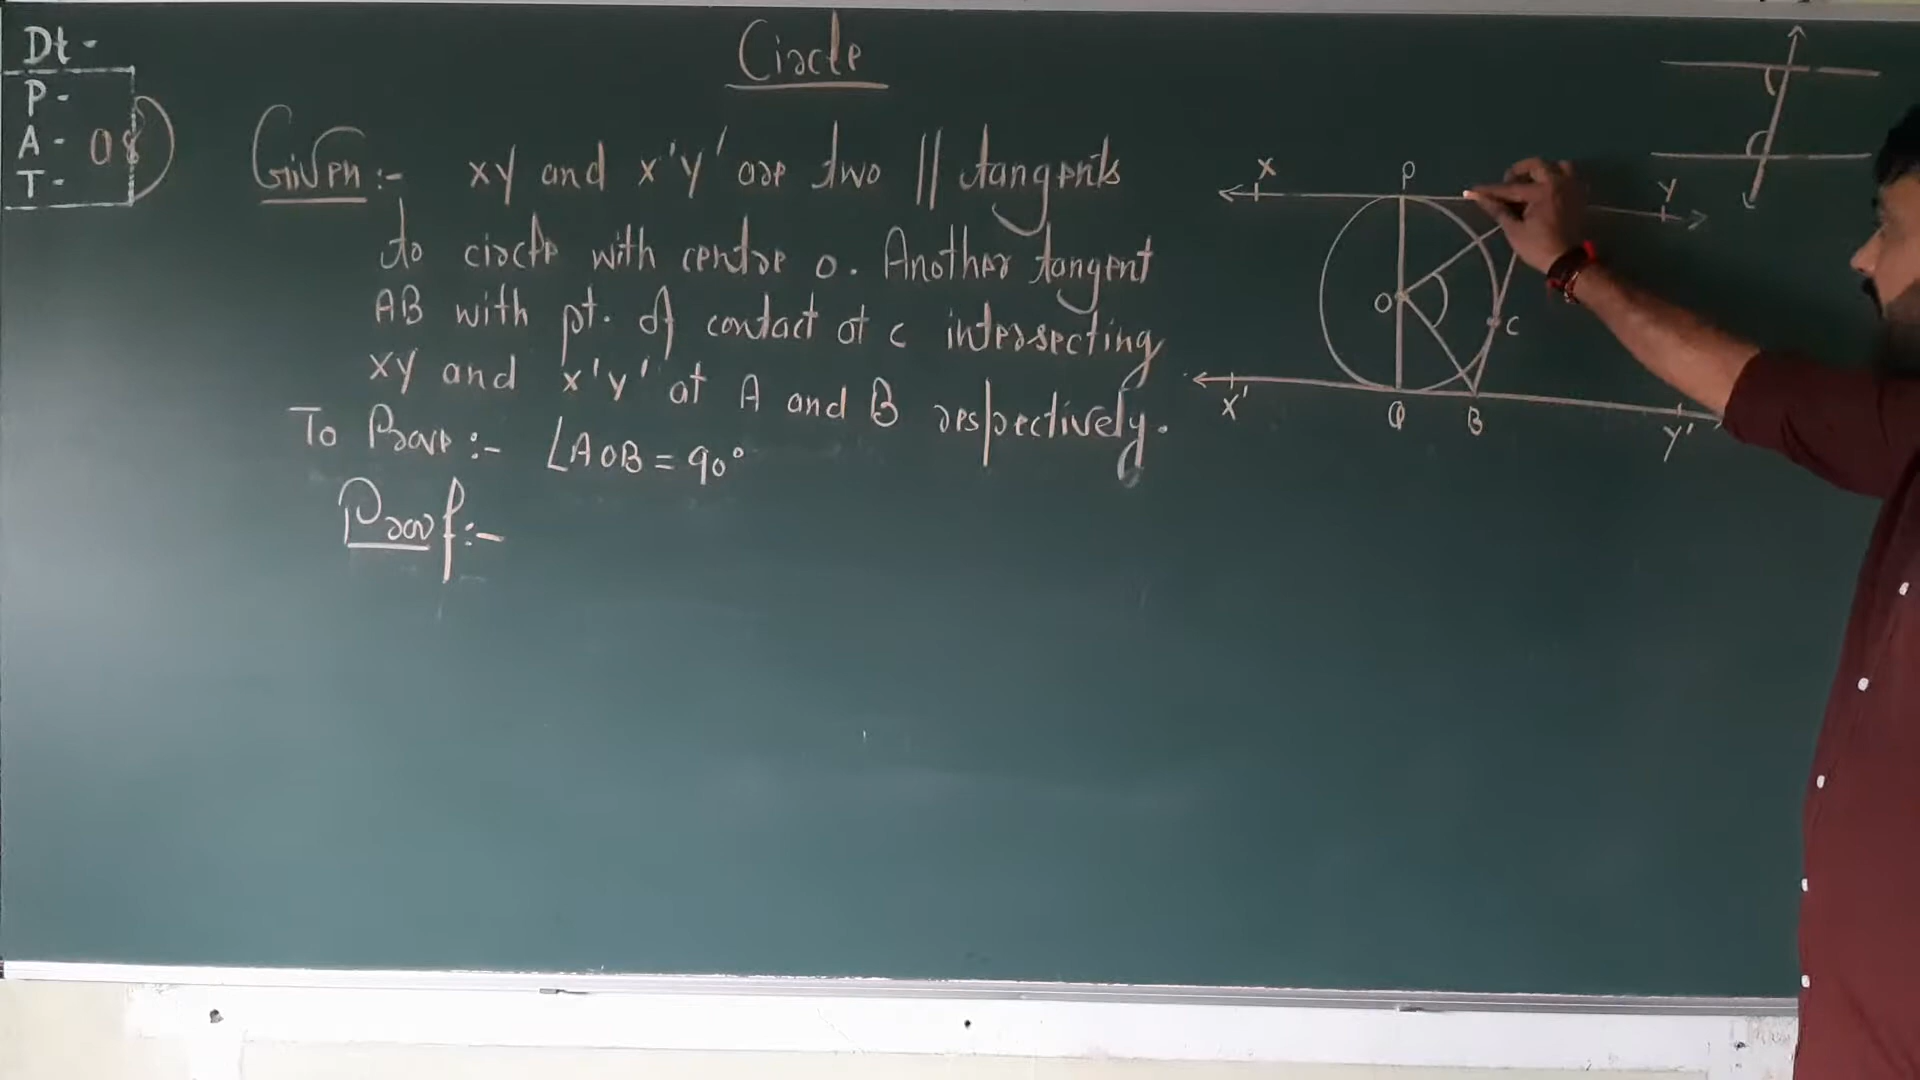 Dt -
P -
A - 08
T -
Circle
Given :- xy and x'y' are two || tangents
to circle with centre o. Another tangent
AB with pt. of contact at c intersecting
xy and x'y' at A and B respectively.
To Prove :- ∠AOB = 90°
Proof :-
X P Y
O C
X' Q B Y'